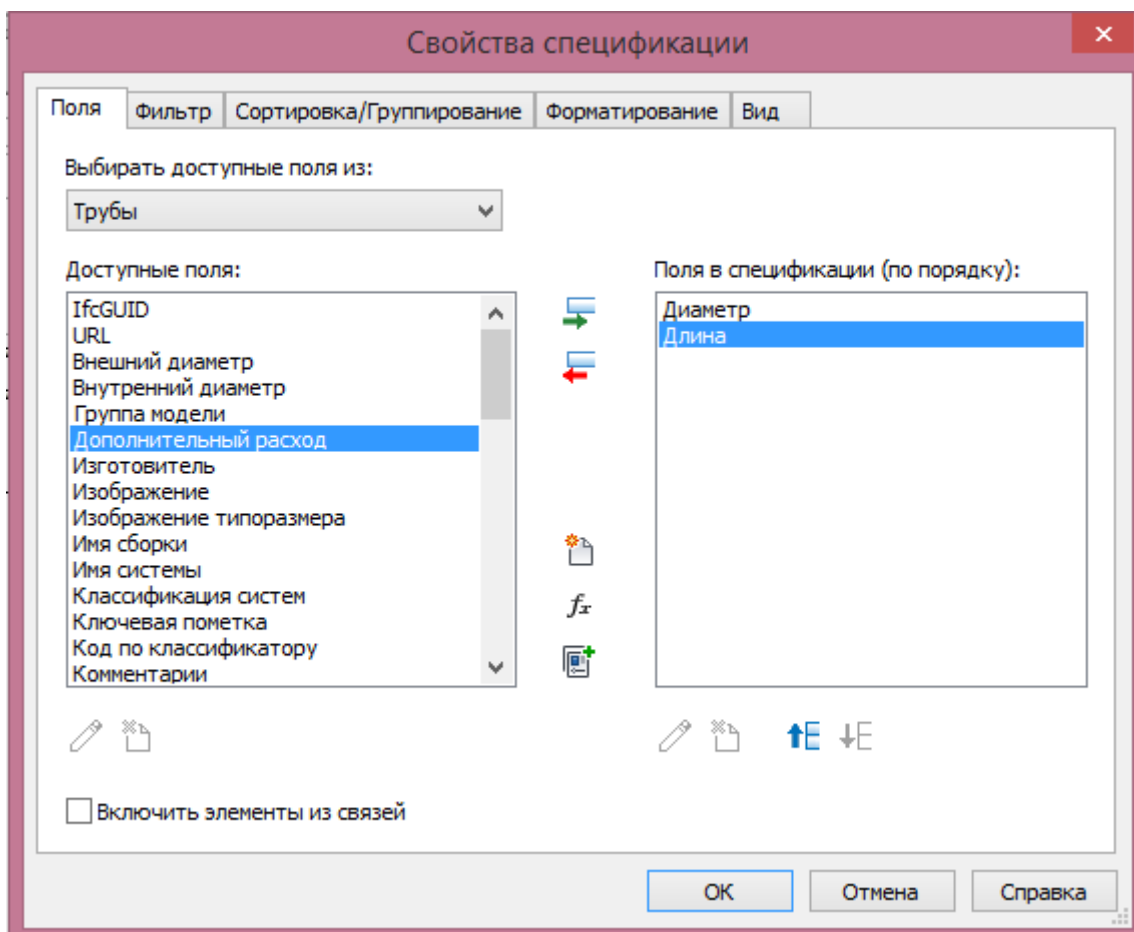 Свойства спецификации
Поля Фильтр Сортировка/Группирование Форматирование Вид
Выбирать доступные поля из:
Трубы
Доступные поля:
IfcGUID
URL
Внешний диаметр
Внутренний диаметр
Группа модели
Дополнительный расход
Изготовитель
Изображение
Изображение типоразмера
Имя сборки
Имя системы
Классификация систем
Ключевая пометка
Код по классификатору
Комментарии
fx
Поля в спецификации (по порядку):
Диаметр
Длина
Включить элементы из связей
ОК Отмена Справка